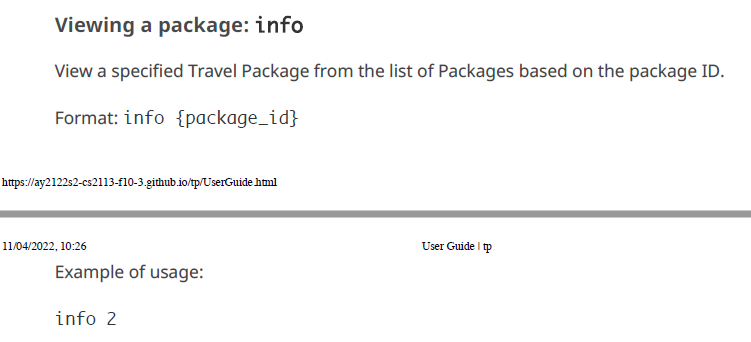 Viewing a package: info
View a specified Travel Package from the list of Packages based on the package ID.
Format: info {package_id}
https://ay2122s2-cs2113-f10-3.github.io/tp/UserGuide.html
11/04/2022, 10:26 User Guide | tp
Example of usage:
info 2